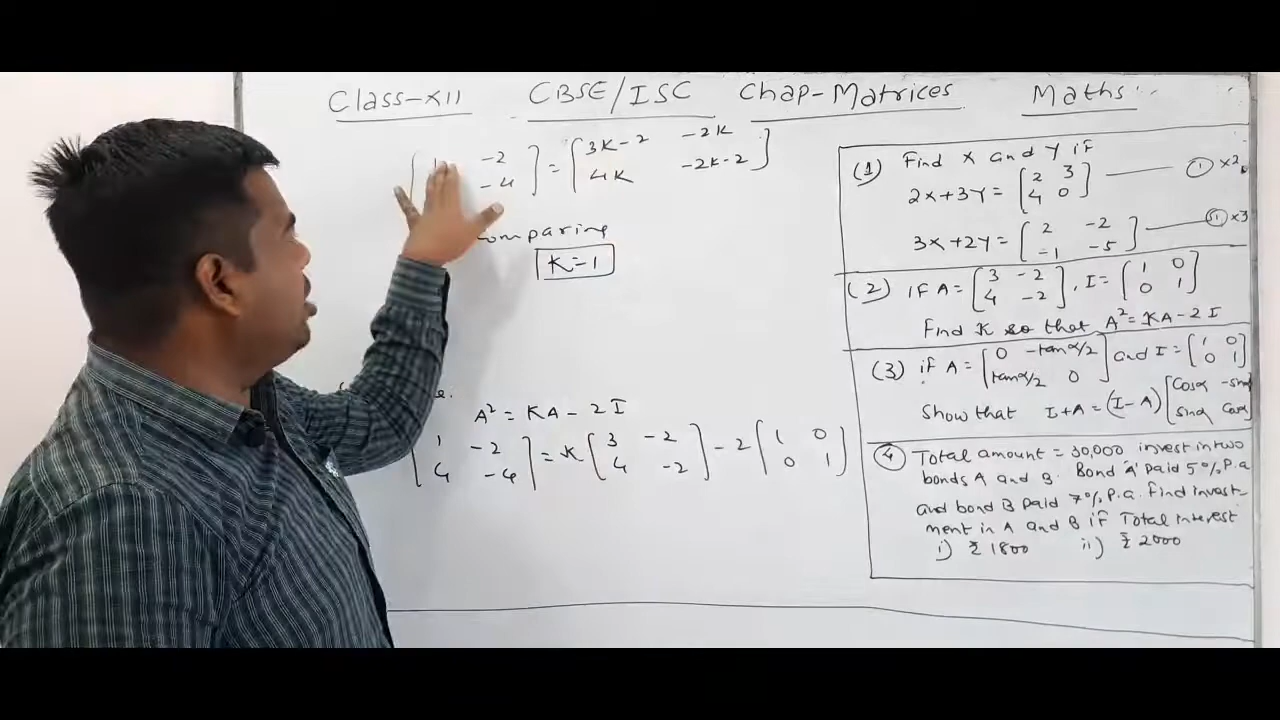 Class-XII CBSE/ISC Chap-Matrices Maths
[1 -2] = [3K-2 -2K]
[-4] [4K -2K-2]
omparing
K=1
e.
A² = KA - 2I
[1 -2] = K [3 -2] - 2 [1 0]
[4 -4] [4 -2] [0 1]
(1) Find X and Y if
2X+3Y = [2 3] ① ×2
[4 0]
3X+2Y = [2 -2] ⑪ ×3
[-1 -5]
(2) if A = [3 -2], I = [1 0]
[4 -2] [0 1]
Find K so that A² = KA-2I
(3) if A = [0 -tanα/2] and I = [1 0]
[tanα/2 0] [0 1]
Show that I+A = (I-A) [Cosα -sinα]
[sinα Cosα]
④ Total amount = 30,000 invest in two
bonds A and B. Bond 'A' Paid 5% P.a
and bond B paid 7% P.a. Find invest-
ment in A and B if Total interest
i) ₹ 1800 ii) ₹ 2000